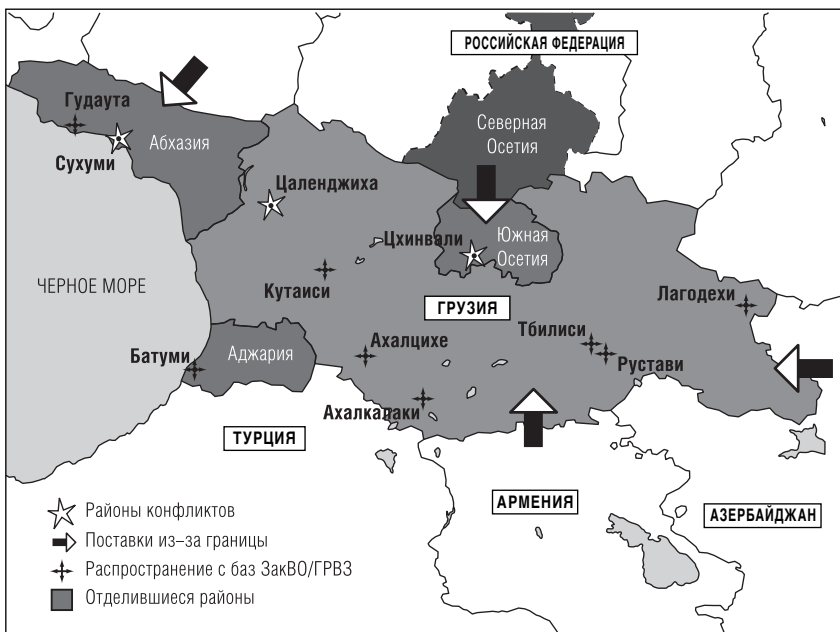 РОССИЙСКАЯ ФЕДЕРАЦИЯ
Гудаута
Абхазия
Сухуми
Северная
Осетия
Цаленджиха
Цхинвали
Южная
Осетия
ЧЕРНОЕ МОРЕ
Кутаиси
ГРУЗИЯ
Лагодехи
Батуми
Аджария
Ахалцихе
Тбилиси
Рустави
Ахалкалаки
ТУРЦИЯ
АРМЕНИЯ
АЗЕРБАЙДЖАН
Районы конфликтов
Поставки из–за границы
Распространение с баз ЗакВО/ГРВЗ
Отделившиеся районы